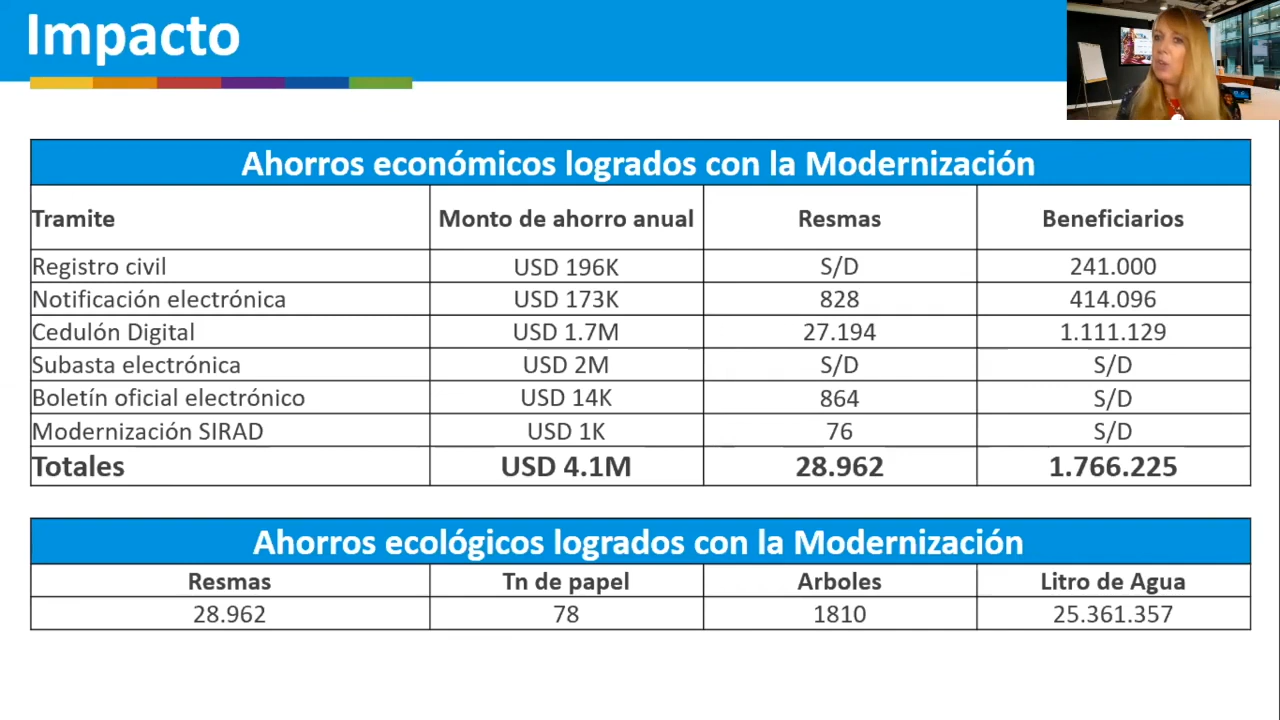 Impacto
Ahorros económicos logrados con la Modernización
Tramite Monto de ahorro anual Resmas Beneficiarios
Registro civil USD 196K S/D 241.000
Notificación electrónica USD 173K 828 414.096
Cedulón Digital USD 1.7M 27.194 1.111.129
Subasta electrónica USD 2M S/D S/D
Boletín oficial electrónico USD 14K 864 S/D
Modernización SIRAD USD 1K 76 S/D
Totales USD 4.1M 28.962 1.766.225
Ahorros ecológicos logrados con la Modernización
Resmas Tn de papel Arboles Litro de Agua
28.962 78 1810 25.361.357